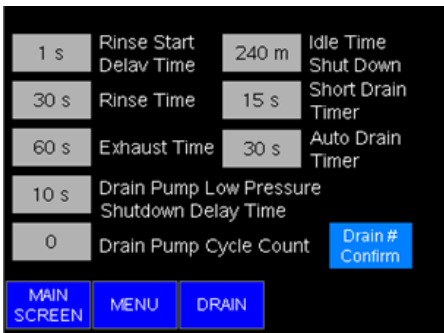 1 s
Rinse Start
Delay Time
240 m
Idle Time
Shut Down
30 s
Rinse Time
15 s
Short Drain
Timer
60 s
Exhaust Time
30 s
Auto Drain
Timer
10 s
Drain Pump Low Pressure
Shutdown Delay Time
0
Drain Pump Cycle Count
Drain #
Confirm
MAIN
SCREEN
MENU
DRAIN